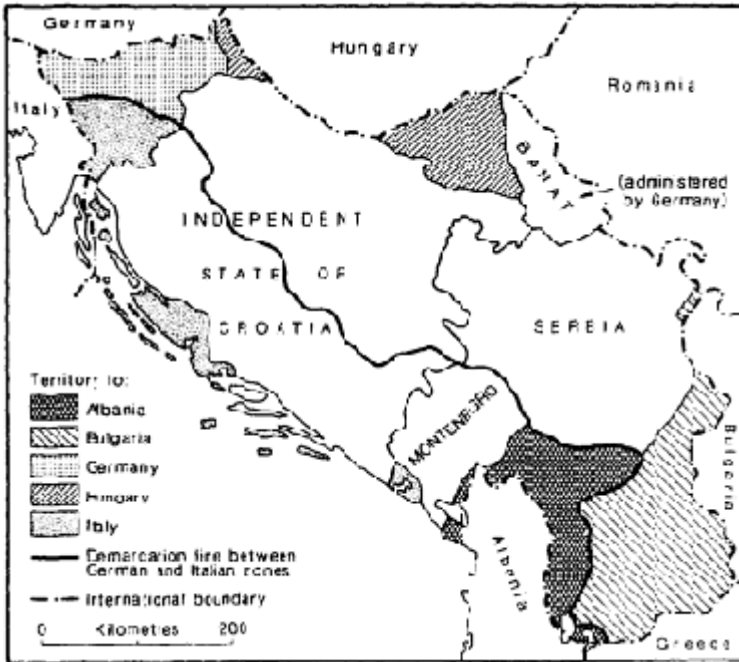 Germany
Hungary
Romania
Italy
BANAT
(administered
by Germany)
INDEPENDENT
STATE OF
CROATIA
SERBIA
MONTENEGRO
Bulgaria
Albania
Greece
Territory to:
Albania
Bulgaria
Germany
Hungary
Italy
Demarcation line between
German and Italian zones
International boundary
0 Kilometres 200